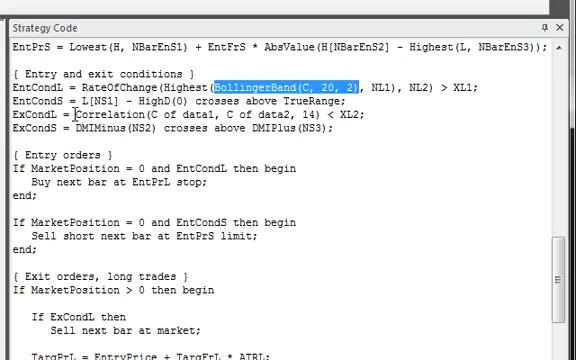 Strategy Code
EntPrS = Lowest(H, NBarEnS1) + EntFrS * AbsValue(H[NBarEnS2] - Highest(L, NBarEnS3));
{ Entry and exit conditions }
EntCondL = RateOfChange(Highest(BollingerBand(C, 20, 2), NL1), NL2) > XL1;
EntCondS = L[NS1] - HighD(0) crosses above TrueRange;
ExCondL = Correlation(C of data1, C of data2, 14) < XL2;
ExCondS = DMIMinus(NS2) crosses above DMIPlus(NS3);
{ Entry orders }
If MarketPosition = 0 and EntCondL then begin
Buy next bar at EntPrL stop;
end;
If MarketPosition = 0 and EntCondS then begin
Sell short next bar at EntPrS limit;
end;
{ Exit orders, long trades }
If MarketPosition > 0 then begin
If ExCondL then
Sell next bar at market;
TargPrL = EntryPrice + TargFrL * ATRL;